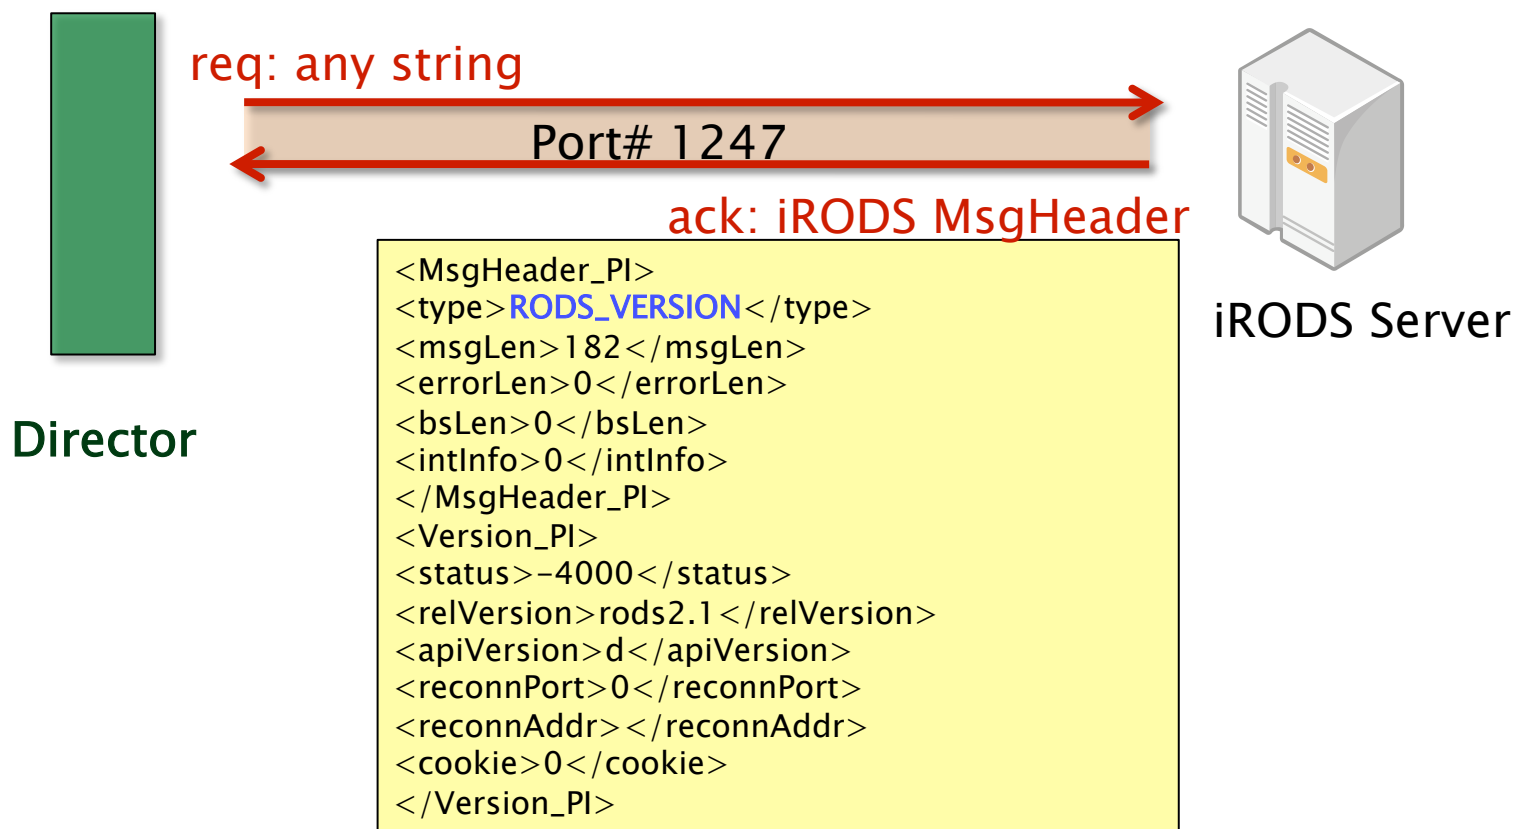 req: any string
Port# 1247
ack: iRODS MsgHeader
<MsgHeader_PI>
<type>RODS_VERSION</type>
<msgLen>182</msgLen>
<errorLen>0</errorLen>
<bsLen>0</bsLen>
<intInfo>0</intInfo>
</MsgHeader_PI>
<Version_PI>
<status>-4000</status>
<relVersion>rods2.1</relVersion>
<apiVersion>d</apiVersion>
<reconnPort>0</reconnPort>
<reconnAddr></reconnAddr>
<cookie>0</cookie>
</Version_PI>
iRODS Server
Director